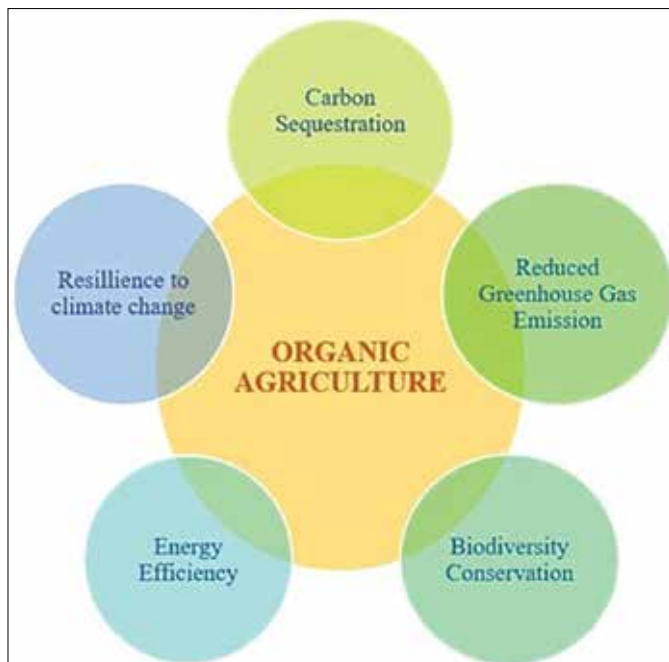 Carbon
Sequestration
Resillience to
climate change
Reduced
Greenhouse Gas
Emission
ORGANIC
AGRICULTURE
Energy
Efficiency
Biodiversity
Conservation